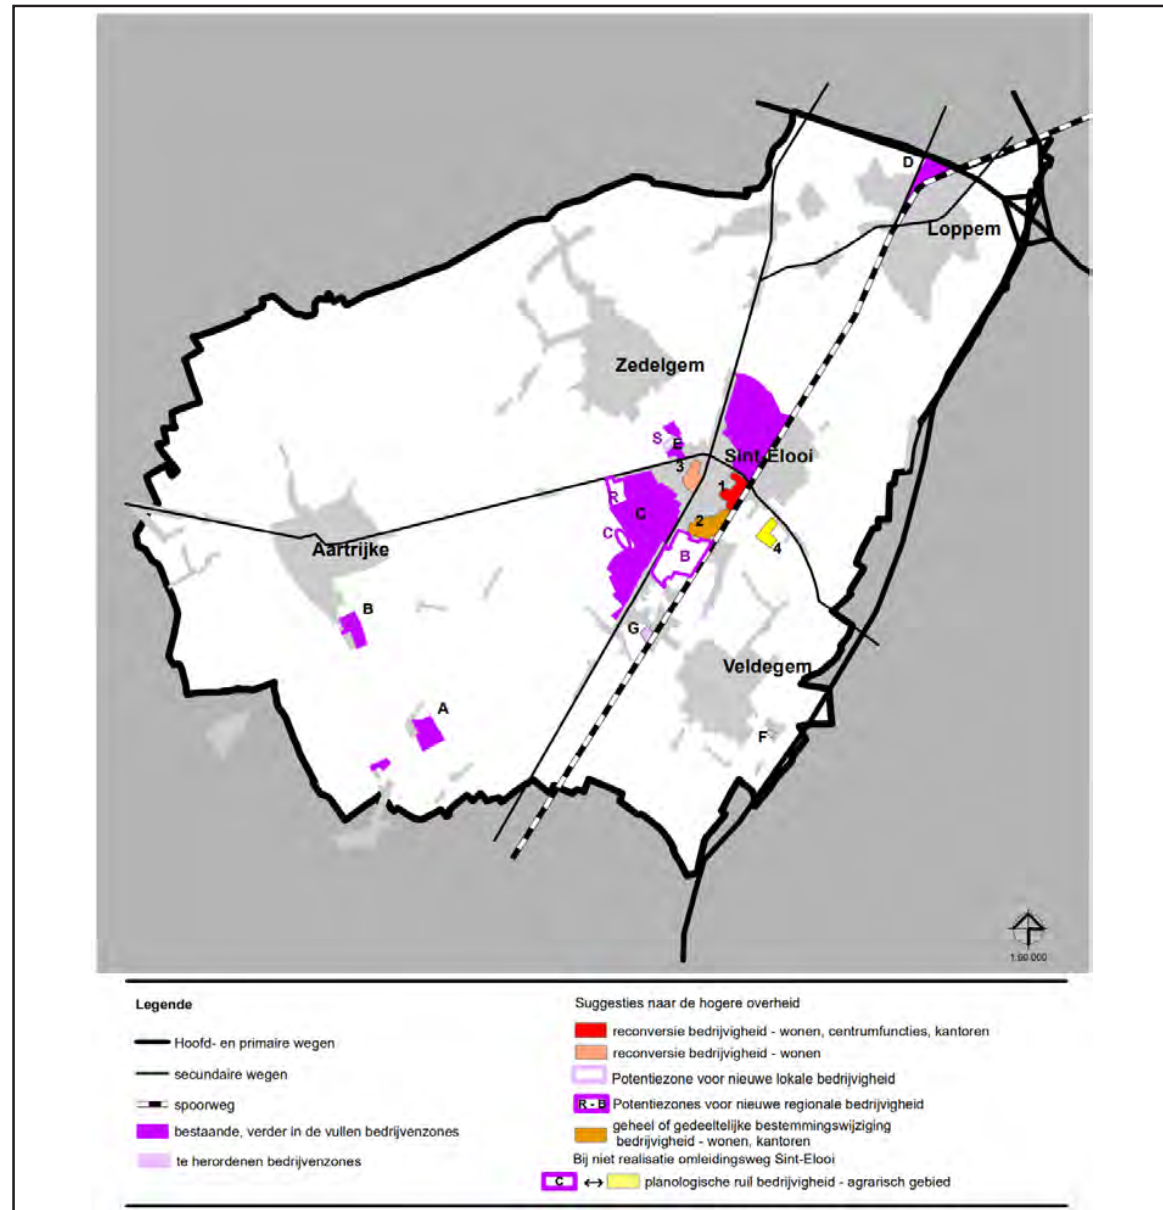 D
Loppem
Zedelgem
S
E
Sint-Elooi
3
1
R
C
2
C
Aartrijke
B
4
B
G
Veldegem
A
F
1:60 000
Legende
Hoofd- en primaire wegen
secundaire wegen
spoorweg
bestaande, verder in de vullen bedrijvenzones
te herordenen bedrijvenzones
Suggesties naar de hogere overheid
reconversie bedrijvigheid - wonen, centrumfuncties, kantoren
reconversie bedrijvigheid - wonen
Potentiezone voor nieuwe lokale bedrijvigheid
R - B Potentiezones voor nieuwe regionale bedrijvigheid
geheel of gedeeltelijke bestemmingswijziging
bedrijvigheid - wonen, kantoren
Bij niet realisatie omleidingsweg Sint-Elooi
C ↔ planologische ruil bedrijvigheid - agrarisch gebied